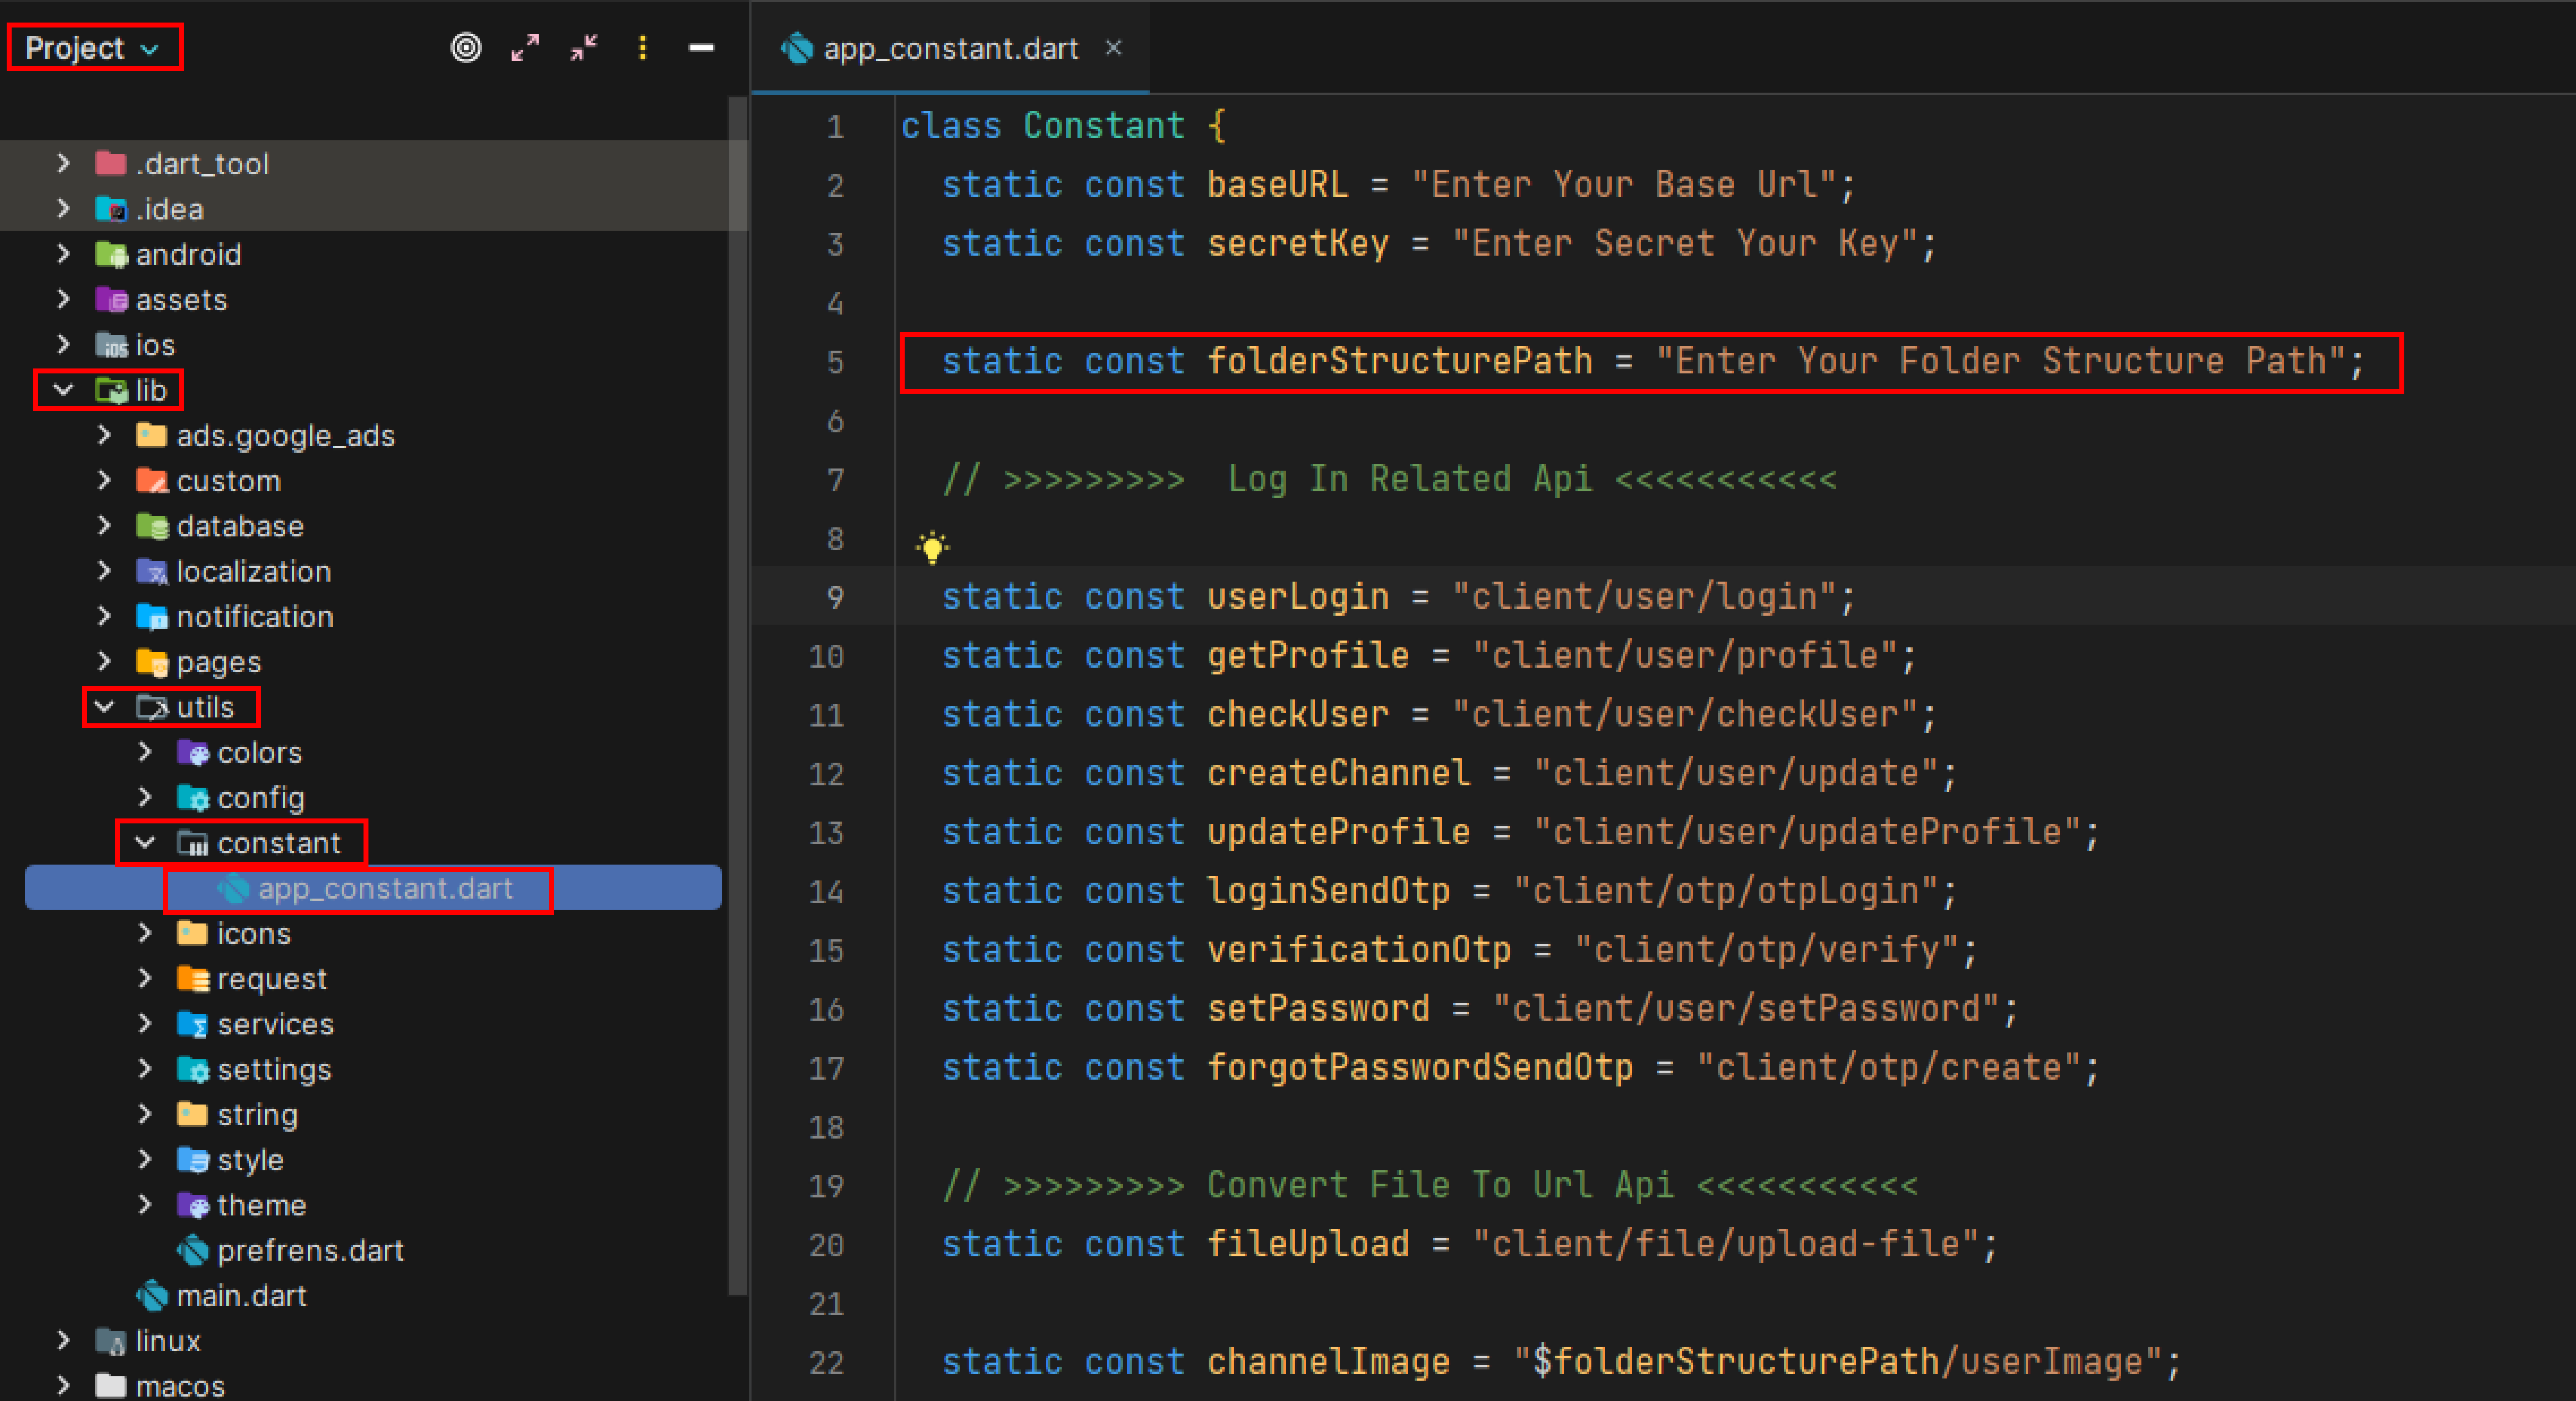 Project
.dart_tool
.idea
android
assets
ios
lib
ads.google_ads
custom
database
localization
notification
pages
utils
colors
config
constant
app_constant.dart
icons
request
services
settings
string
style
theme
prefrens.dart
main.dart
linux
macos
app_constant.dart ×
1 class Constant {
2 static const baseURL = "Enter Your Base Url";
3 static const secretKey = "Enter Secret Your Key";
4
5 static const folderStructurePath = "Enter Your Folder Structure Path";
6
7 // >>>>>>>>>  Log In Related Api <<<<<<<<<<<
8
9 static const userLogin = "client/user/login";
10 static const getProfile = "client/user/profile";
11 static const checkUser = "client/user/checkUser";
12 static const createChannel = "client/user/update";
13 static const updateProfile = "client/user/updateProfile";
14 static const loginSendOtp = "client/otp/otpLogin";
15 static const verificationOtp = "client/otp/verify";
16 static const setPassword = "client/user/setPassword";
17 static const forgotPasswordSendOtp = "client/otp/create";
18
19 // >>>>>>>>> Convert File To Url Api <<<<<<<<<<<
20 static const fileUpload = "client/file/upload-file";
21
22 static const channelImage = "$folderStructurePath/userImage";